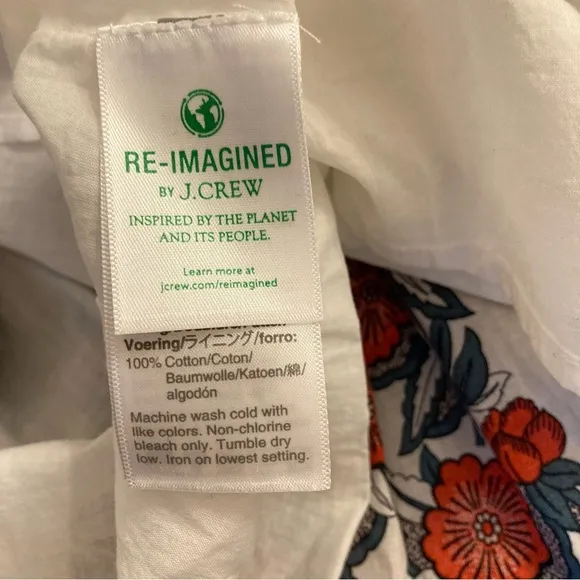 RE-IMAGINED
BY J.CREW
INSPIRED BY THE PLANET
AND ITS PEOPLE.
Learn more at
jcrew.com/reimagined
Voering/ライニング/forro:
100% Cotton/Coton/
Baumwolle/Katoen/綿/
algodón
Machine wash cold with
like colors. Non-chlorine
bleach only. Tumble dry
low. Iron on lowest setting.